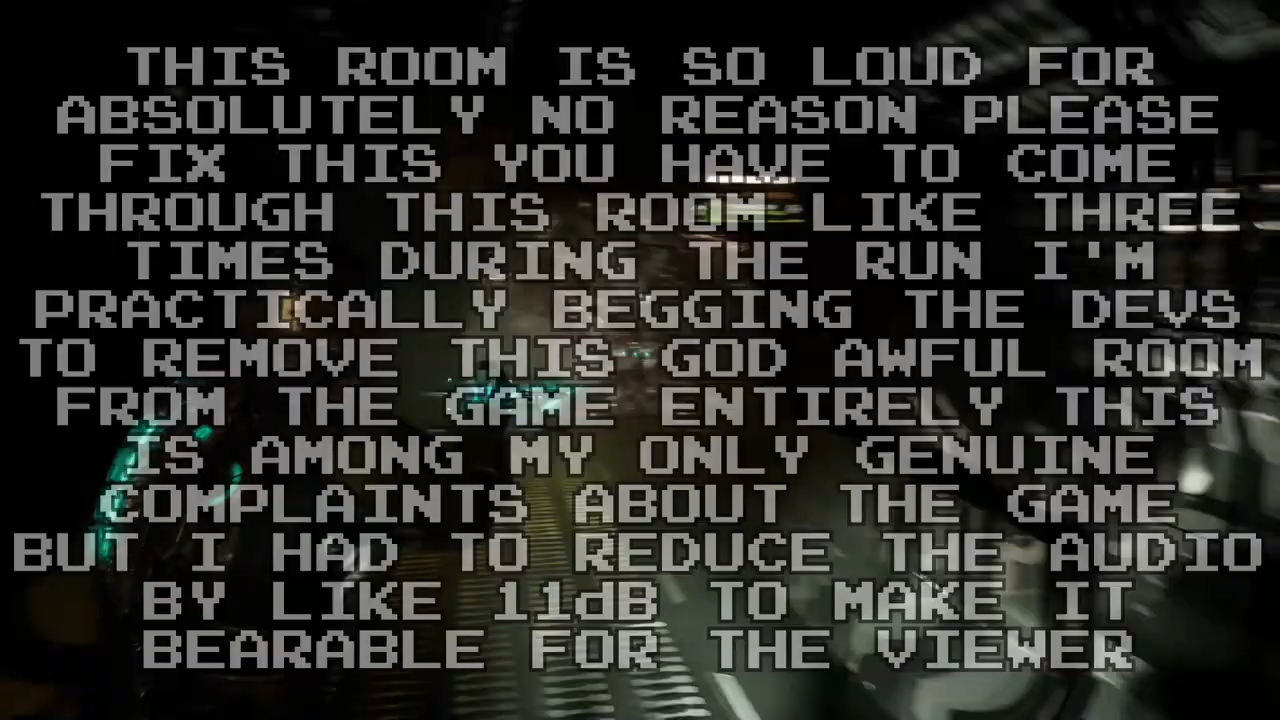 THIS ROOM IS SO LOUD FOR
ABSOLUTELY NO REASON PLEASE
FIX THIS YOU HAVE TO COME
THROUGH THIS ROOM LIKE THREE
TIMES DURING THE RUN I'M
PRACTICALLY BEGGING THE DEVS
TO REMOVE THIS GOD AWFUL ROOM
FROM THE GAME ENTIRELY THIS
IS AMONG MY ONLY GENUINE
COMPLAINTS ABOUT THE GAME
BUT I HAD TO REDUCE THE AUDIO
BY LIKE 11dB TO MAKE IT
BEARABLE FOR THE VIEWER